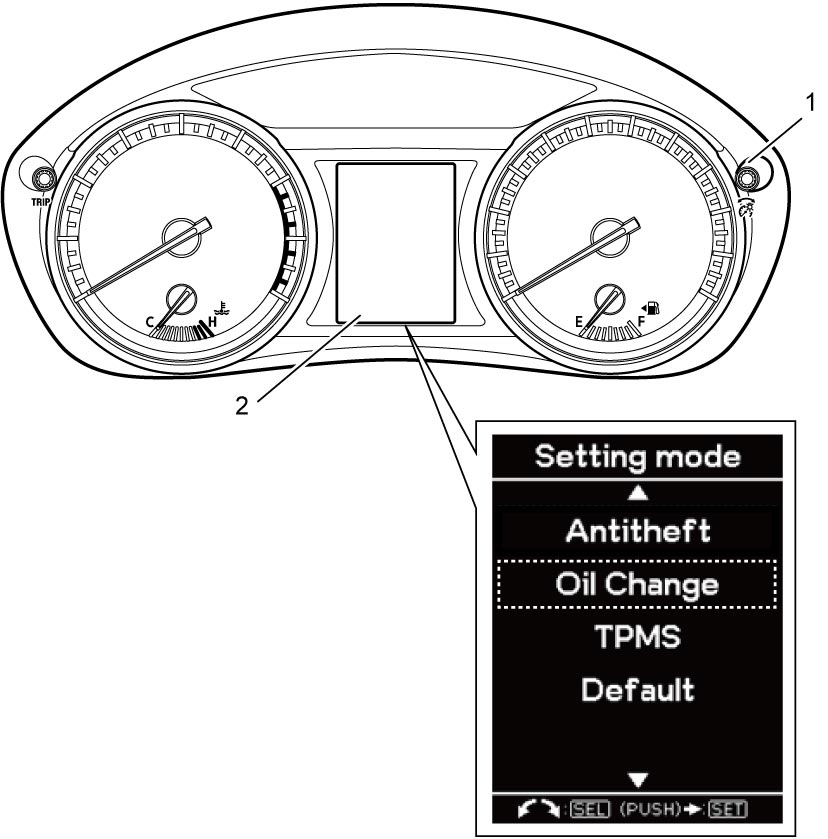 1
TRIP
C H
E F
2
Setting mode
Antitheft
Oil Change
TPMS
Default
:SEL (PUSH) :SET